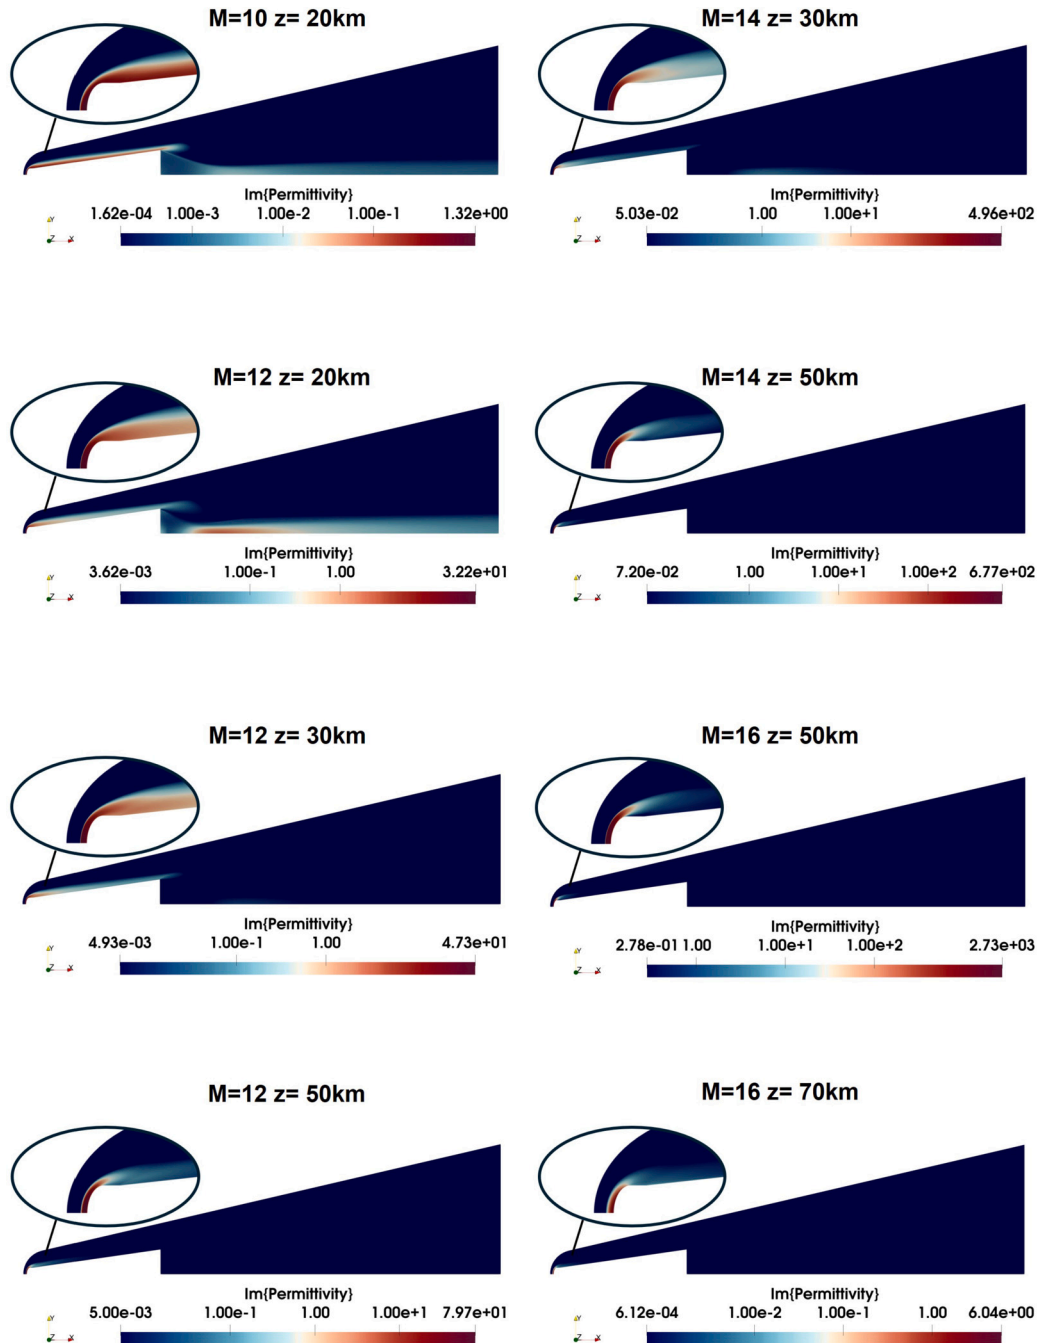 M=10 z= 20km
Im{Permittivity}
1.62e-04 1.00e-3 1.00e-2 1.00e-1 1.32e+00
Y
Z X
M=14 z= 30km
Im{Permittivity}
5.03e-02 1.00 1.00e+1 4.96e+02
Y
Z X
M=12 z= 20km
Im{Permittivity}
3.62e-03 1.00e-1 1.00 3.22e+01
Y
Z X
M=14 z= 50km
Im{Permittivity}
7.20e-02 1.00 1.00e+1 1.00e+2 6.77e+02
Y
Z X
M=12 z= 30km
Im{Permittivity}
4.93e-03 1.00e-1 1.00 4.73e+01
Y
Z X
M=16 z= 50km
Im{Permittivity}
2.78e-01 1.00 1.00e+1 1.00e+2 2.73e+03
Y
Z X
M=12 z= 50km
Im{Permittivity}
5.00e-03 1.00e-1 1.00 1.00e+1 7.97e+01
Y
Z X
M=16 z= 70km
Im{Permittivity}
6.12e-04 1.00e-2 1.00e-1 1.00 6.04e+00
Y
Z X